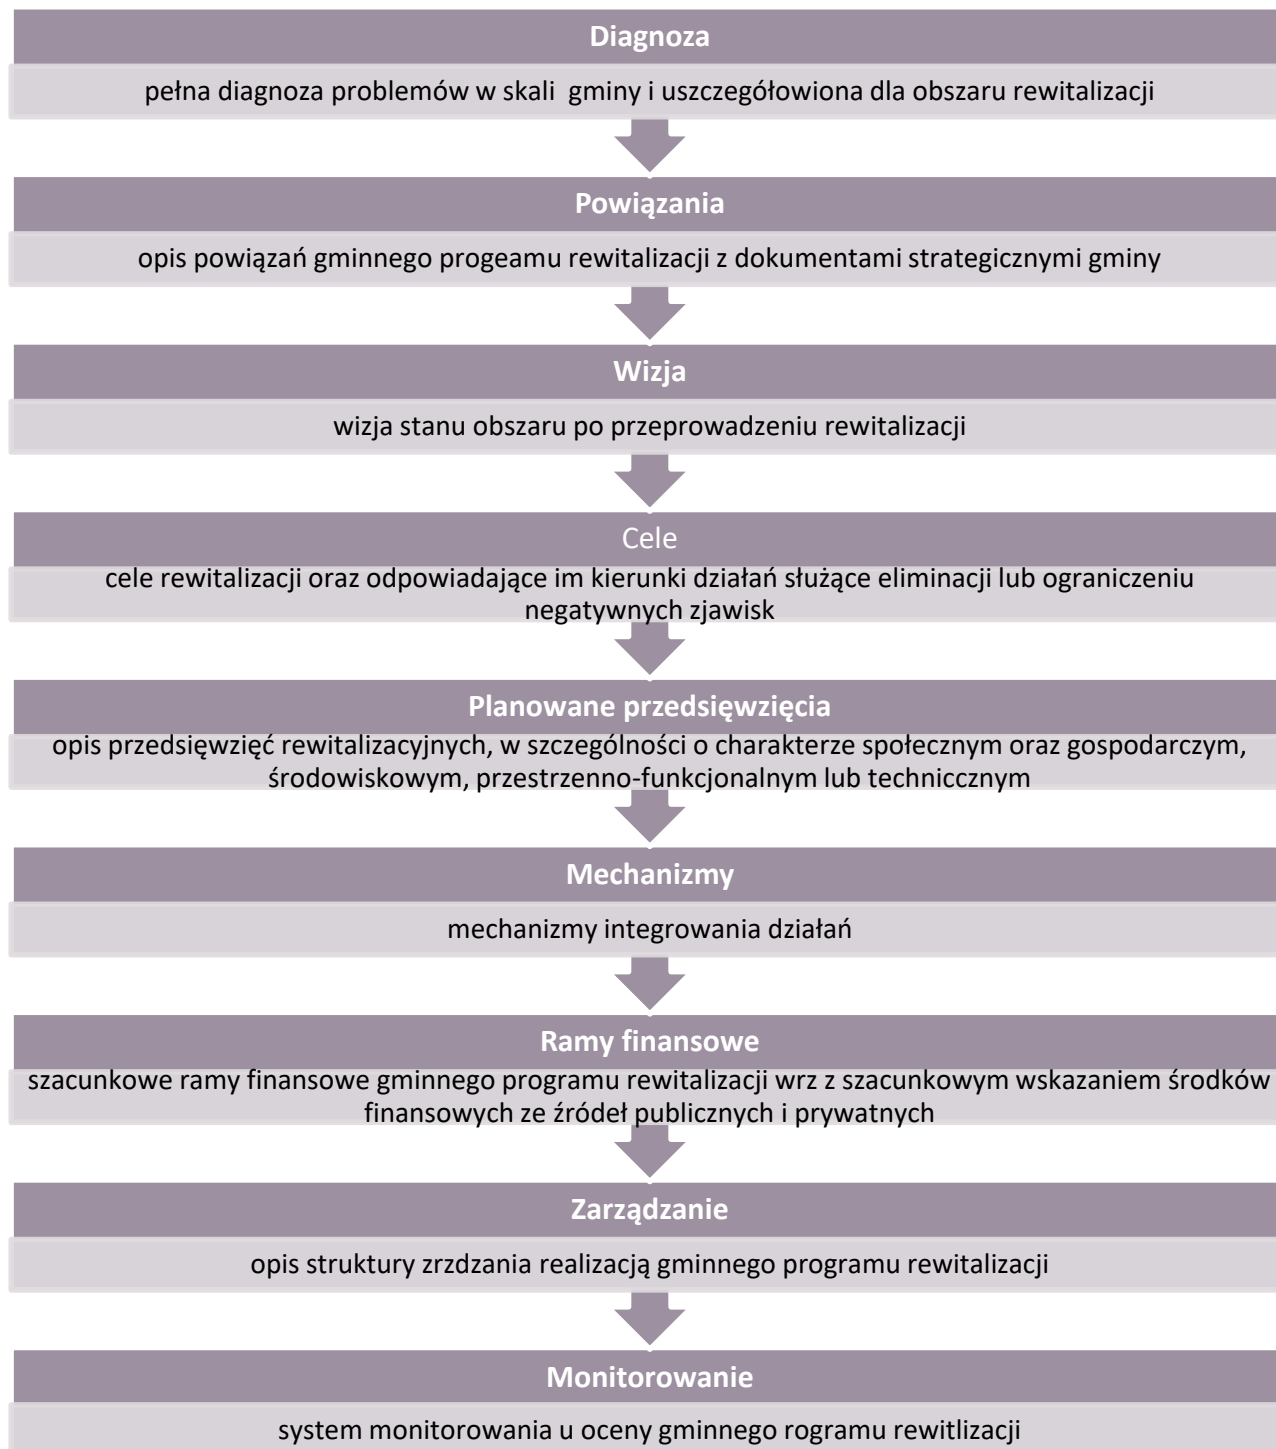 Diagnoza
pełna diagnoza problemów w skali gminy i uszczegółowiona dla obszaru rewitalizacji
Powiązania
opis powiązań gminnego progeamu rewitalizacji z dokumentami strategicznymi gminy
Wizja
wizja stanu obszaru po przeprowadzeniu rewitalizacji
Cele
cele rewitalizacji oraz odpowiadające im kierunki działań służące eliminacji lub ograniczeniu
negatywnych zjawisk
Planowane przedsięwzięcia
opis przedsięwzięć rewitalizacyjnych, w szczególności o charakterze społecznym oraz gospodarczym,
środowiskowym, przestrzenno-funkcjonalnym lub techniccznym
Mechanizmy
mechanizmy integrowania działań
Ramy finansowe
szacunkowe ramy finansowe gminnego programu rewitalizacji wrz z szacunkowym wskazaniem środków
finansowych ze źródeł publicznych i prywatnych
Zarządzanie
opis struktury zrzdzania realizacją gminnego programu rewitalizacji
Monitorowanie
system monitorowania u oceny gminnego rogramu rewitlizacji